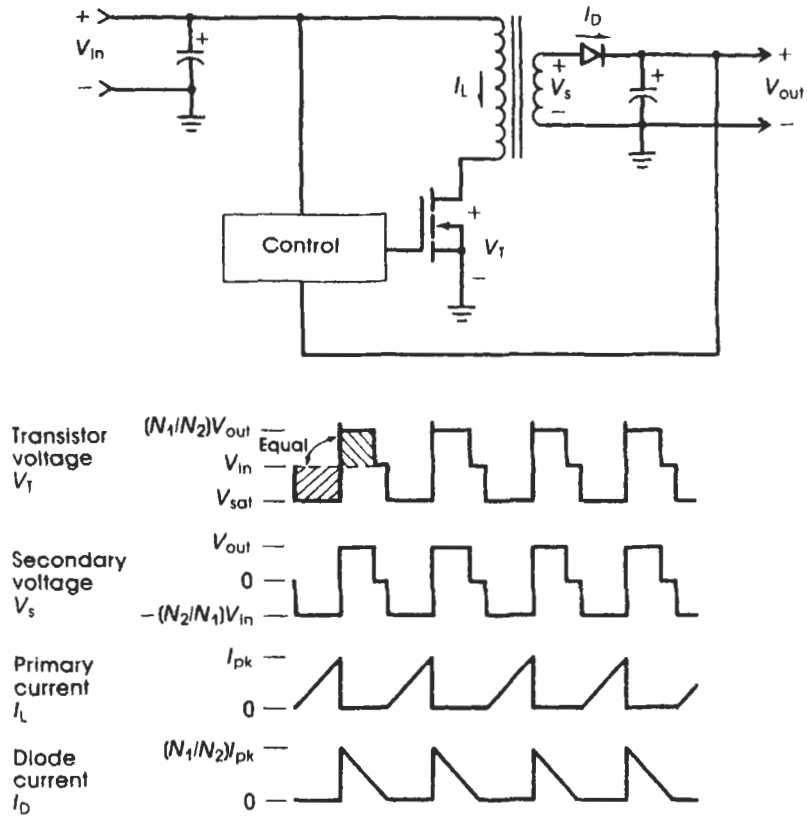 +
V_in
−
I_L
+
V_s
−
I_D
+
+
V_out
−
+
Control
+
V_T
−
Transistor
voltage
V_T
(N_1/N_2)V_out
Equal
V_in
V_sat
Secondary
voltage
V_s
V_out
0
−(N_2/N_1)V_in
Primary
current
I_L
I_pk
0
Diode
current
I_D
(N_1/N_2)I_pk
0